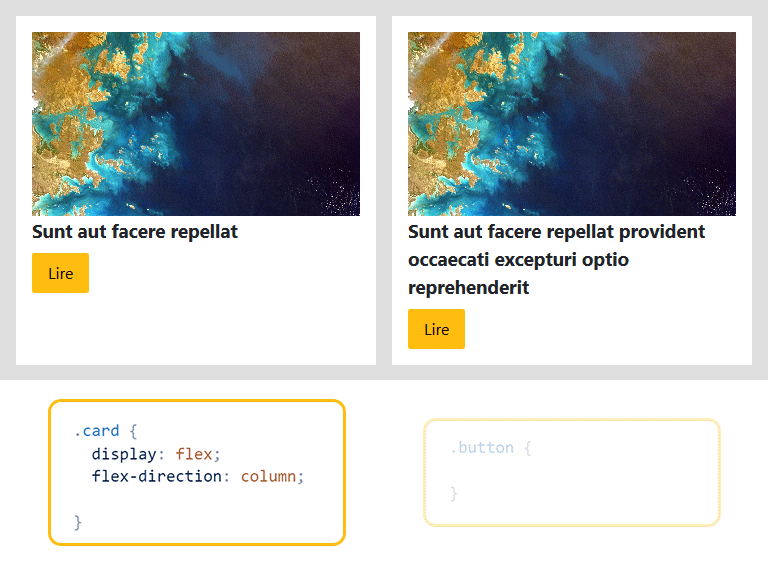 Sunt aut facere repellat
Lire
Sunt aut facere repellat provident
occaecati excepturi optio
reprehenderit
Lire
.card {
  display: flex;
  flex-direction: column;
}
.button {
}